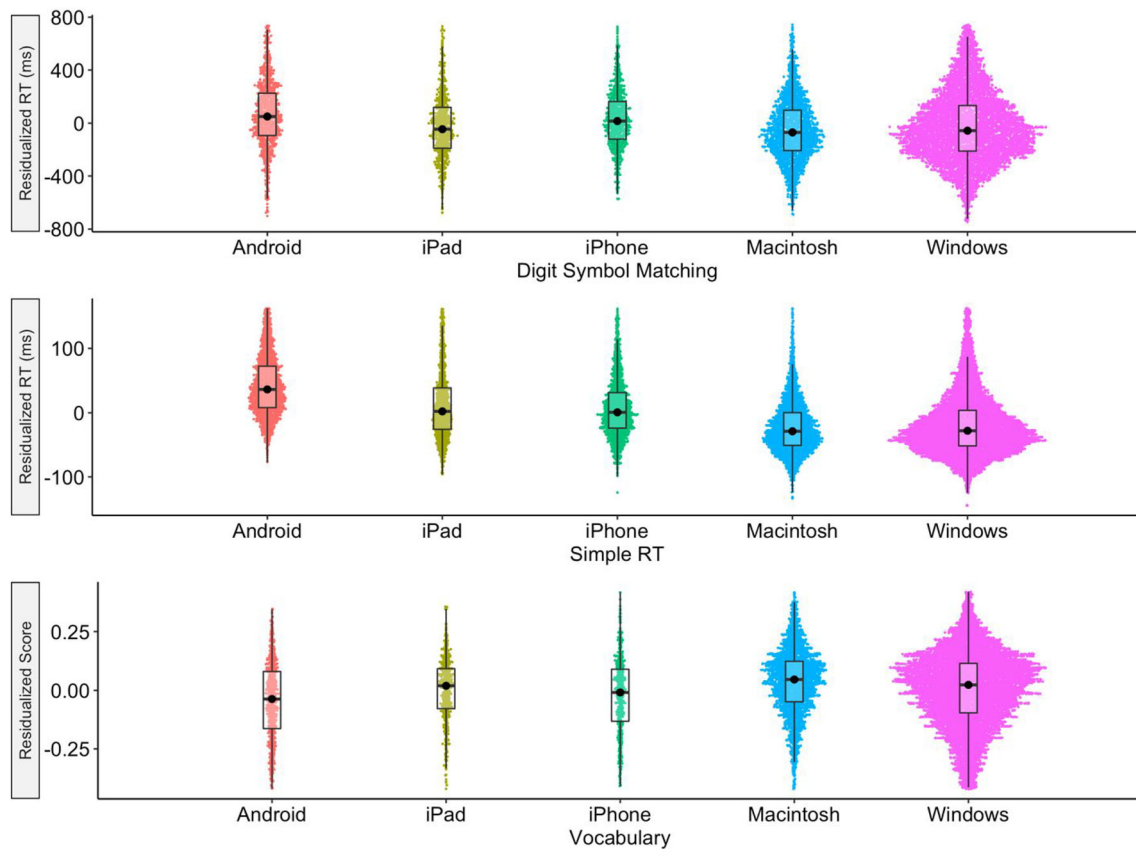 Residualized RT (ms)
800
400
0
-400
-800
Android iPad iPhone Macintosh Windows
Digit Symbol Matching
Residualized RT (ms)
100
0
-100
Android iPad iPhone Macintosh Windows
Simple RT
Residualized Score
0.25
0.00
-0.25
Android iPad iPhone Macintosh Windows
Vocabulary